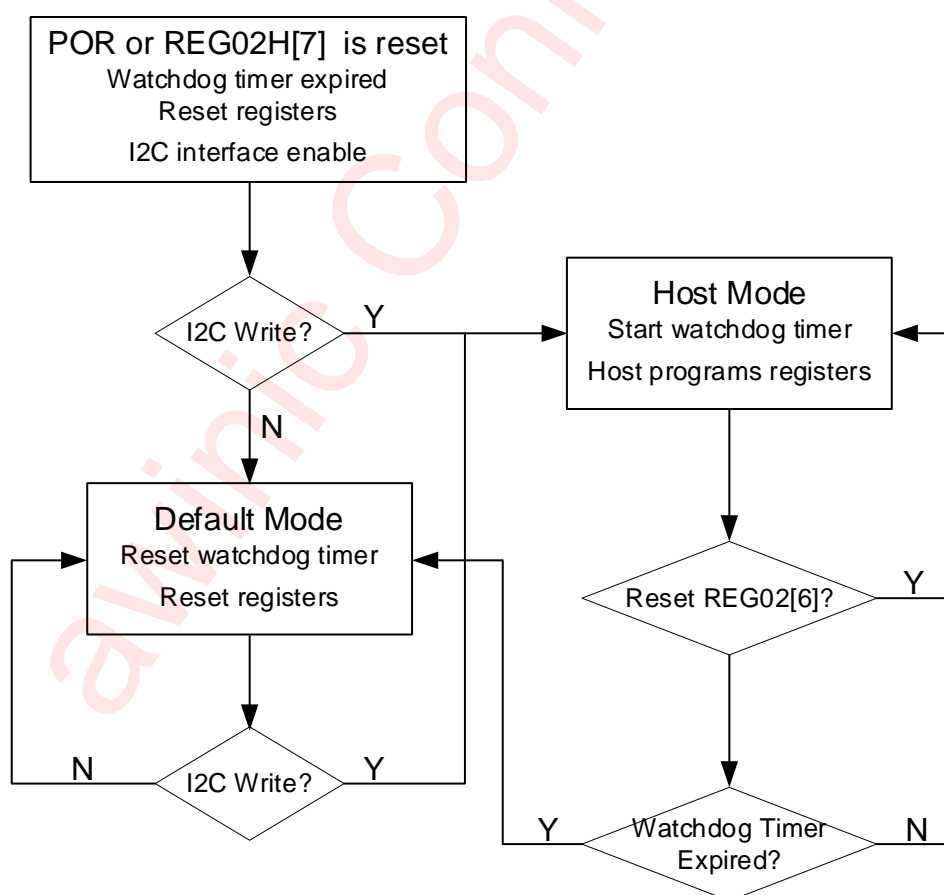 POR or REG02H[7] is reset
Watchdog timer expired
Reset registers
I2C interface enable
I2C Write?
Y
N
Host Mode
Start watchdog timer
Host programs registers
Default Mode
Reset watchdog timer
Reset registers
Reset REG02[6]?
Y
I2C Write?
N
Y
Watchdog Timer
Expired?
Y
N
awinic Con